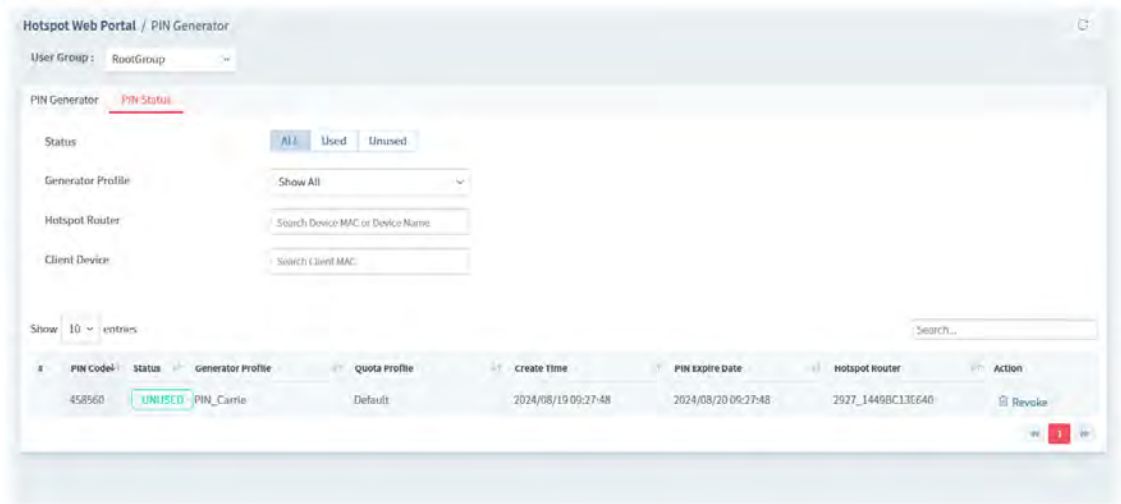 Hotspot Web Portal / PIN Generator
User Group : RootGroup
PIN Generator PIN Status
Status ALL Used Unused
Generator Profile Show All
Hotspot Router Search Device MAC or Device Name
Client Device Search Client MAC
Show 10 entries Search...
# PIN Code Status Generator Profile Quota Profile Create Time PIN Expire Date Hotspot Router Action
458560 UNUSED PIN_Carrie Default 2024/08/19 09:27:48 2024/08/20 09:27:48 Revoke
1